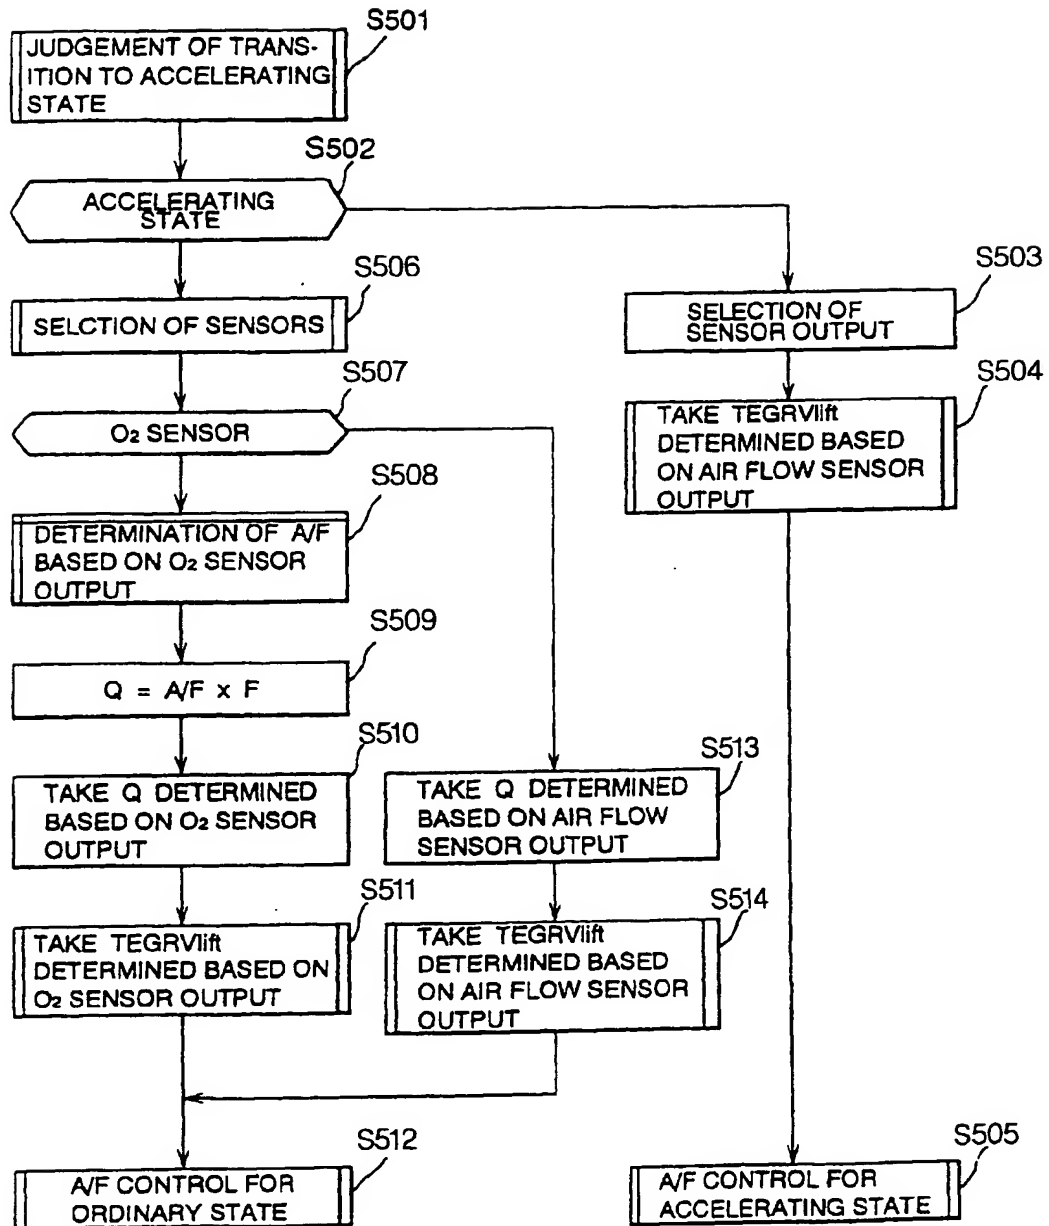 S501
JUDGEMENT OF TRANS-
ITION TO ACCELERATING
STATE
S502
ACCELERATING
STATE
S506
SELCTION OF SENSORS
S503
SELECTION OF
SENSOR OUTPUT
S507
O2 SENSOR
S504
TAKE TEGRVlift
DETERMINED BASED
ON AIR FLOW SENSOR
OUTPUT
S508
DETERMINATION OF A/F
BASED ON O2 SENSOR
OUTPUT
S509
Q = A/F x F
S510
TAKE Q DETERMINED
BASED ON O2 SENSOR
OUTPUT
S513
TAKE Q DETERMINED
BASED ON AIR FLOW
SENSOR OUTPUT
S511
TAKE TEGRVlift
DETERMINED BASED ON
O2 SENSOR OUTPUT
S514
TAKE TEGRVlift
DETERMINED BASED
ON AIR FLOW SENSOR
OUTPUT
S512
A/F CONTROL FOR
ORDINARY STATE
S505
A/F CONTROL FOR
ACCELERATING STATE